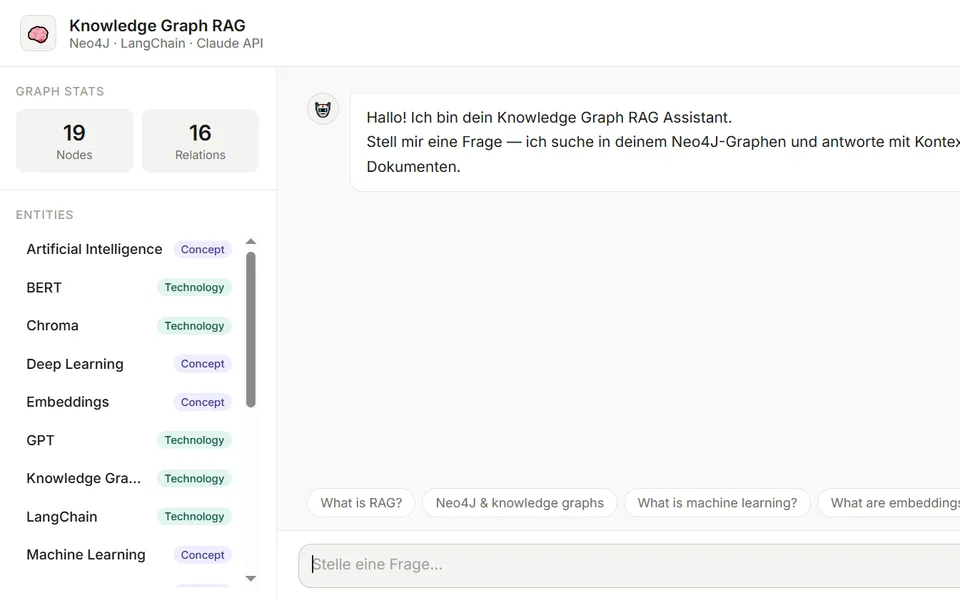 Knowledge Graph RAG
Neo4J · LangChain · Claude API
GRAPH STATS
19
Nodes
16
Relations
ENTITIES
Artificial Intelligence Concept
BERT Technology
Chroma Technology
Deep Learning Concept
Embeddings Concept
GPT Technology
Knowledge Gra... Technology
LangChain Technology
Machine Learning Concept
Hallo! Ich bin dein Knowledge Graph RAG Assistant.
Stell mir eine Frage — ich suche in deinem Neo4J-Graphen und antworte mit Kontex
Dokumenten.
What is RAG? Neo4J & knowledge graphs What is machine learning? What are embeddings
Stelle eine Frage...